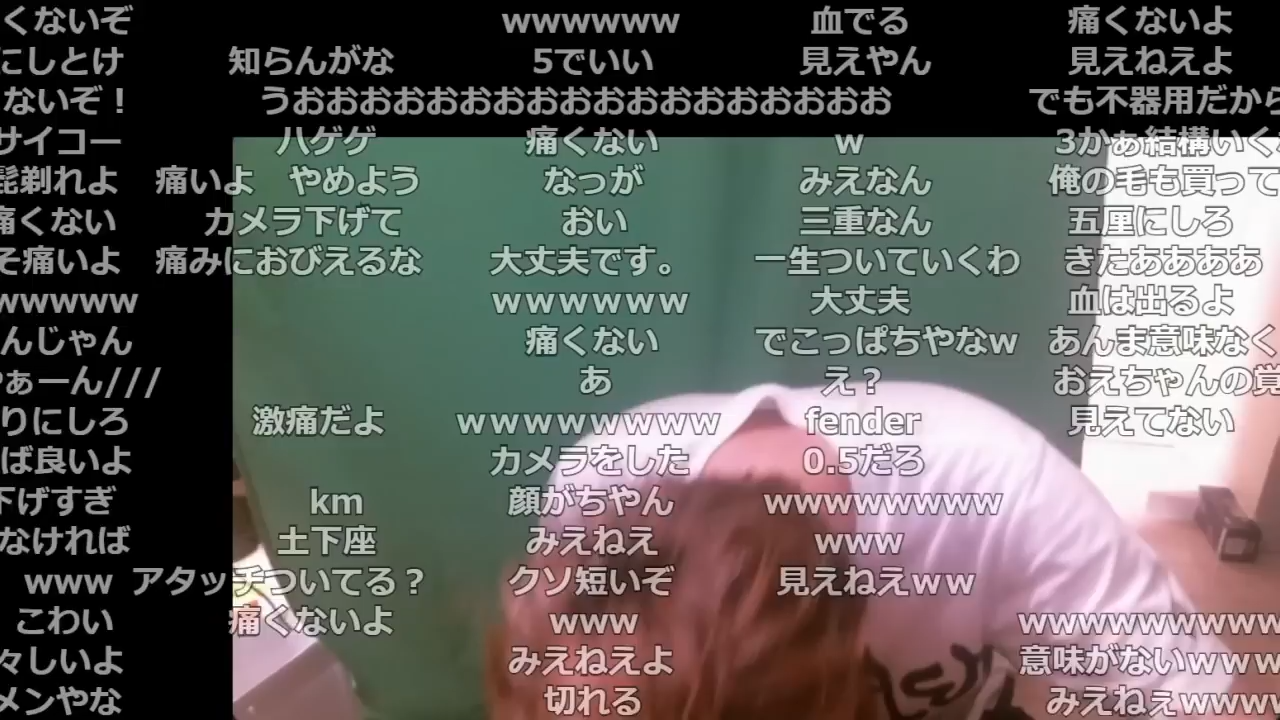 くないぞ wwwwww 血でる 痛くないよ
にしとけ 知らんがな 5でいい 見えやん 見えねえよ
ないぞ！ うおおおおおおおおおおおおおおおおおお でも不器用だから
サイコー ハゲゲ 痛くない w 3かぁ結構いく
髭剃れよ 痛いよ やめよう なっが みえなん 俺の毛も買って
痛くない カメラ下げて おい 三重なん 五厘にしろ
そ痛いよ 痛みにおびえるな 大丈夫です。 一生ついていくわ きたああああ
wwwww ｗｗｗｗｗｗ 大丈夫 血は出るよ
んじゃん 痛くない でこっぱちやなw あんま意味なく
ぁーん/// あ え？ おえちゃんの覚
りにしろ 激痛だよ ｗｗｗｗｗｗｗｗ fender 見えてない
ば良いよ カメラをした 0.5だろ
下げすぎ km 顔がちやん wwwwwwww
なければ 土下座 みえねえ www
www アタッチついてる？ クソ短いぞ 見えねえｗｗ
こわい 痛くないよ www wwwwwwwww
々しいよ みえねえよ 意味がないwww
メンやな 切れる みえねぇwwww